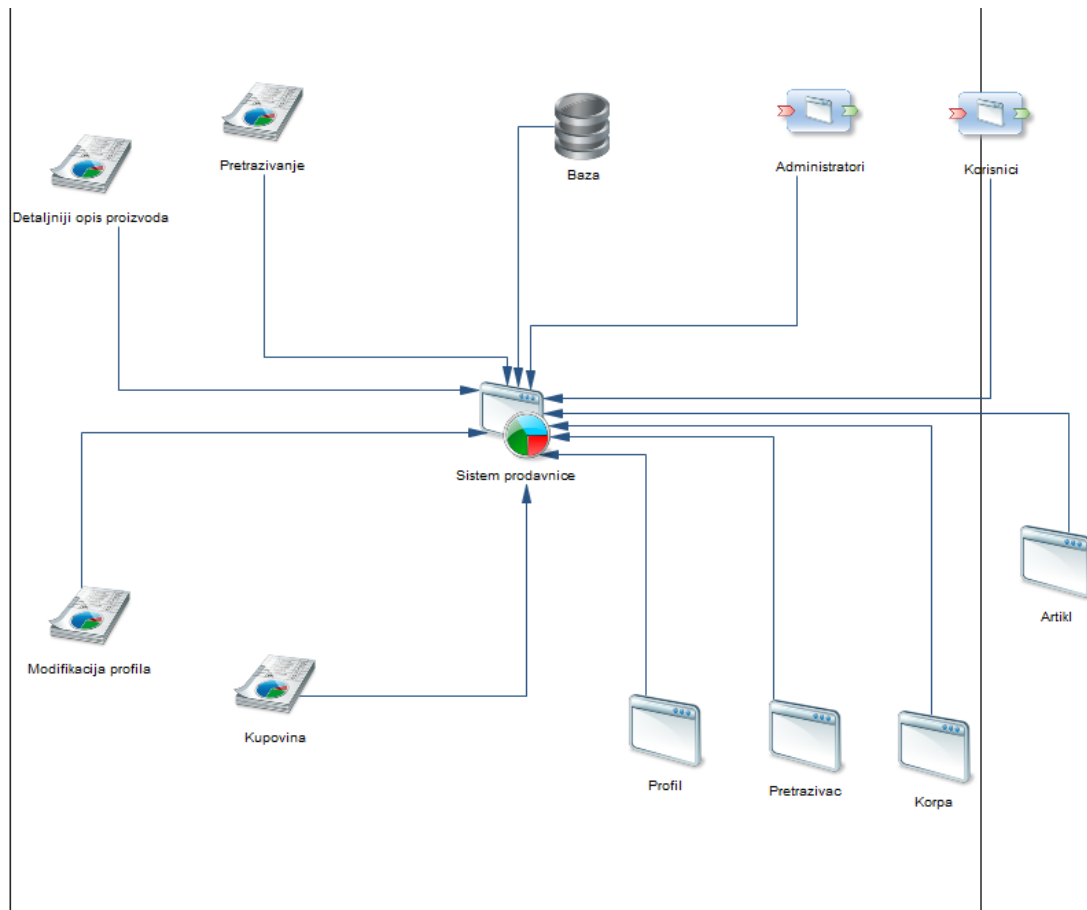 Pretrazivanje
Baza
Administratori
Korisnici
Detaljniji opis proizvoda
Sistem prodavnice
Artikl
Modifikacija profila
Kupovina
Profil
Pretrazivac
Korpa